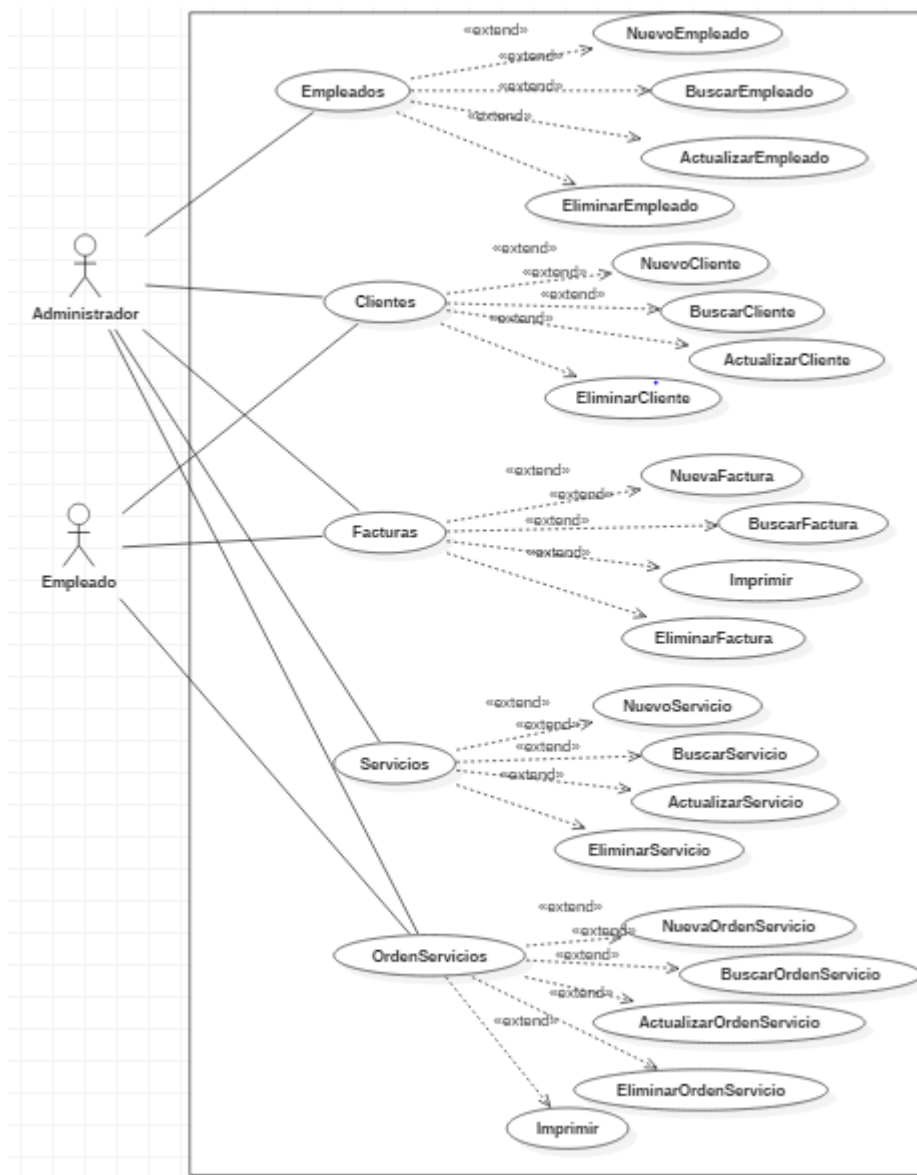 «extend»
NuevoEmpleado
«extend»
Empleados
«extend»
BuscarEmpleado
«extend»
ActualizarEmpleado
EliminarEmpleado
Administrador
«extend»
NuevoCliente
«extend»
Clientes
«extend»
BuscarCliente
«extend»
ActualizarCliente
EliminarCliente
«extend»
NuevaFactura
«extend»
Empleado
Facturas
«extend»
BuscarFactura
«extend»
Imprimir
EliminarFactura
«extend»
NuevoServicio
«extend»
Servicios
«extend»
BuscarServicio
«extend»
ActualizarServicio
EliminarServicio
«extend»
NuevaOrdenServicio
«extend»
OrdenServicios
«extend»
BuscarOrdenServicio
«extend»
ActualizarOrdenServicio
«extend»
EliminarOrdenServicio
Imprimir